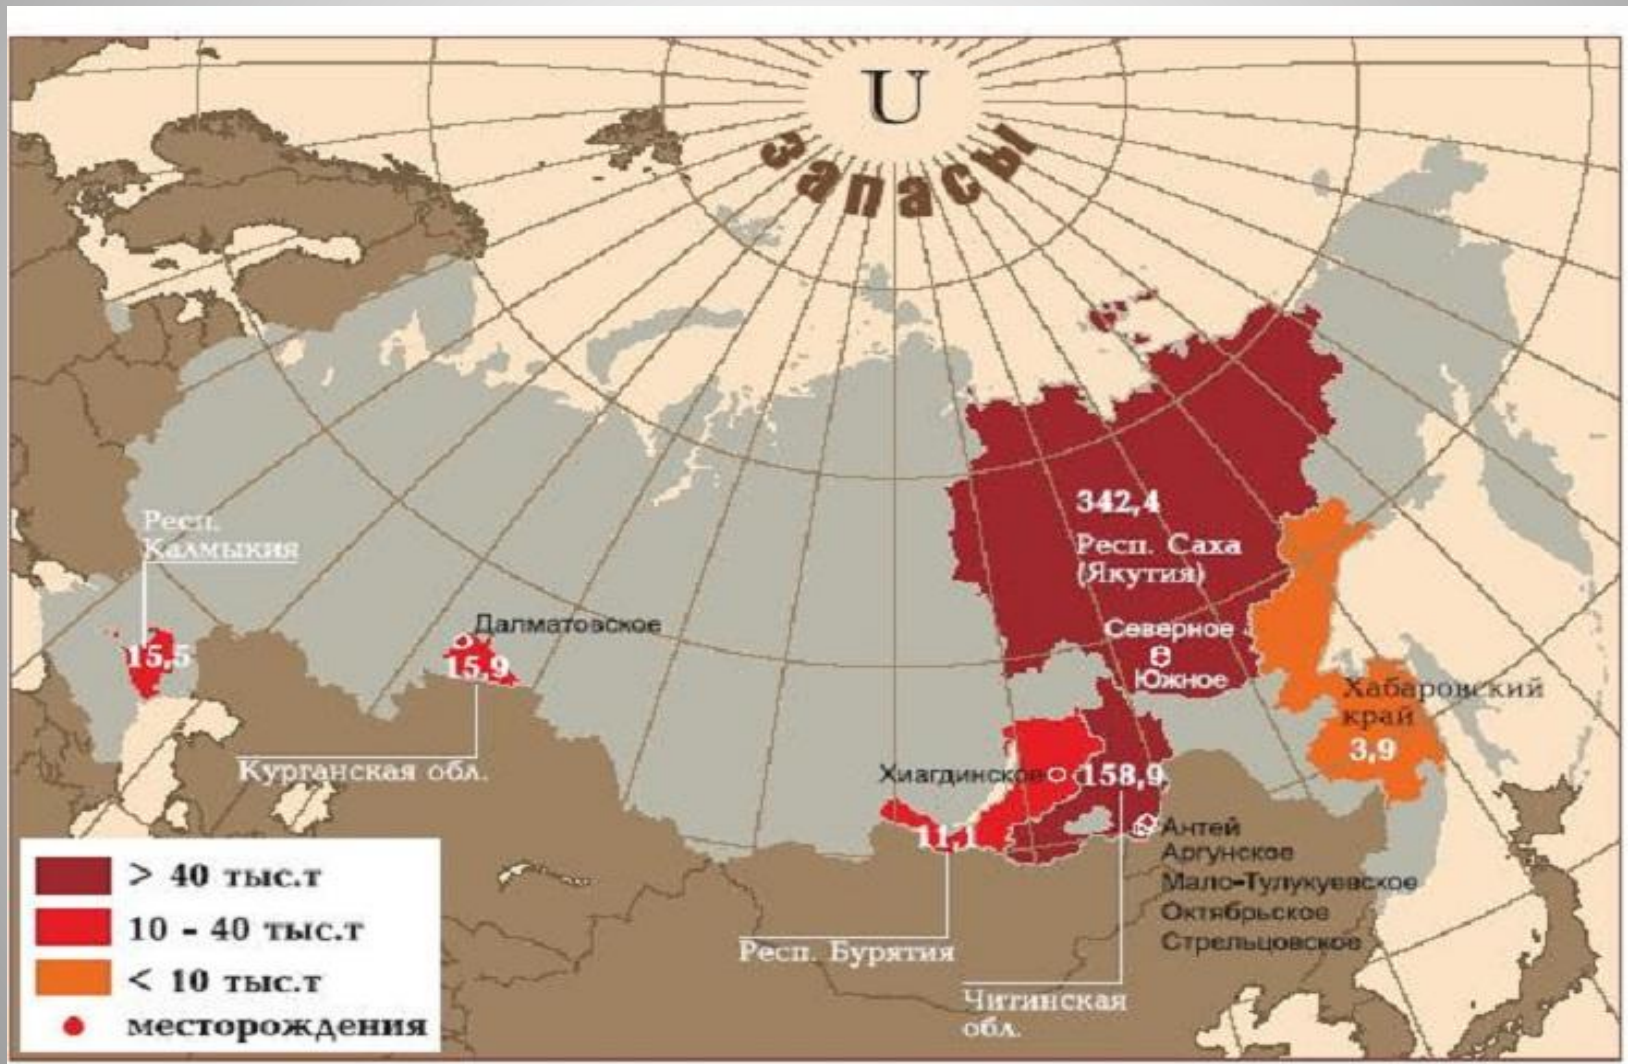 U
запасы
Респ.
Калмыкия
15,5
Далматовское
15,9
Курганская обл.
342,4
Респ. Саха
(Якутия)
Северное
Южное
Хабаровский
край
3,9
Хиагдинское
158,9
11,1
Антей
Аргунское
Мало-Тулукуевское
Октябрьское
Стрельцовское
Респ. Бурятия
Читинская
обл.
> 40 тыс.т
10 - 40 тыс.т
< 10 тыс.т
месторождения